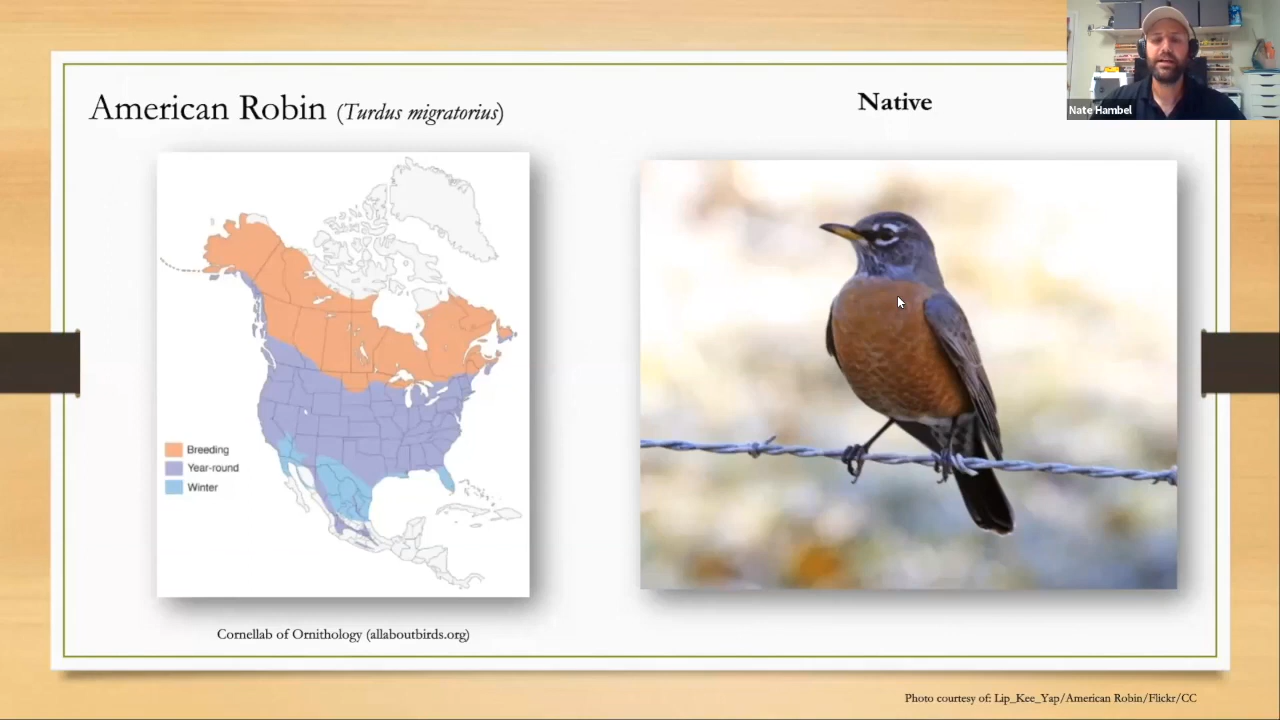 American Robin (Turdus migratorius)
Native
Nate Hambel
Breeding
Year-round
Winter
Cornellab of Ornithology (allaboutbirds.org)
Photo courtesy of: Lip_Kee_Yap/American Robin/Flickr/CC